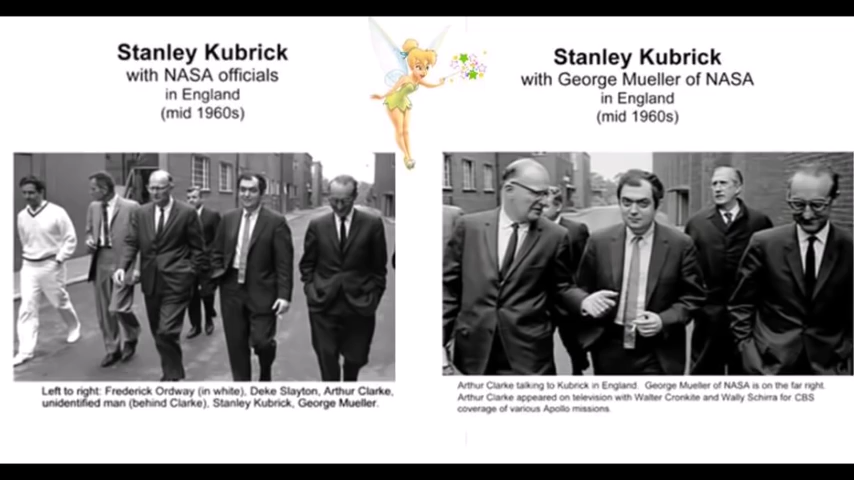 Stanley Kubrick
with NASA officials
in England
(mid 1960s)
Left to right: Frederick Ordway (in white), Deke Slayton, Arthur Clarke,
unidentified man (behind Clarke), Stanley Kubrick, George Mueller.
Stanley Kubrick
with George Mueller of NASA
in England
(mid 1960s)
Arthur Clarke talking to Kubrick in England. George Mueller of NASA is on the far right.
Arthur Clarke appeared on television with Walter Cronkite and Wally Schirra for CBS
coverage of various Apollo missions.